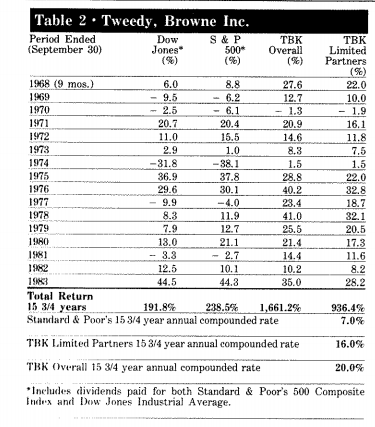 Table 2 • Tweedy, Browne Inc.
Period Ended Dow S & P TBK TBK
(September 30) Jones* 500* Overall Limited
(%) (%) (%) Partners
(%)
1968 (9 mos.) 6.0 8.8 27.6 22.0
1969 – 9.5 – 6.2 12.7 10.0
1970 – 2.5 – 6.1 – 1.3 – 1.9
1971 20.7 20.4 20.9 16.1
1972 11.0 15.5 14.6 11.8
1973 2.9 1.0 8.3 7.5
1974 –31.8 –38.1 1.5 1.5
1975 36.9 37.8 28.8 22.0
1976 29.6 30.1 40.2 32.8
1977 – 9.9 –4.0 23.4 18.7
1978 8.3 11.9 41.0 32.1
1979 7.9 12.7 25.5 20.5
1980 13.0 21.1 21.4 17.3
1981 – 3.3 – 2.7 14.4 11.6
1982 12.5 10.1 10.2 8.2
1983 44.5 44.3 35.0 28.2
Total Return
15 3/4 years 191.8% 238.5% 1,661.2% 936.4%
Standard & Poor's 15 3/4 year annual compounded rate 7.0%
TBK Limited Partners 15 3/4 year annual compounded rate 16.0%
TBK Overall 15 3/4 year annual compounded rate 20.0%
*Includes dividends paid for both Standard & Poor's 500 Composite
Index and Dow Jones Industrial Average.